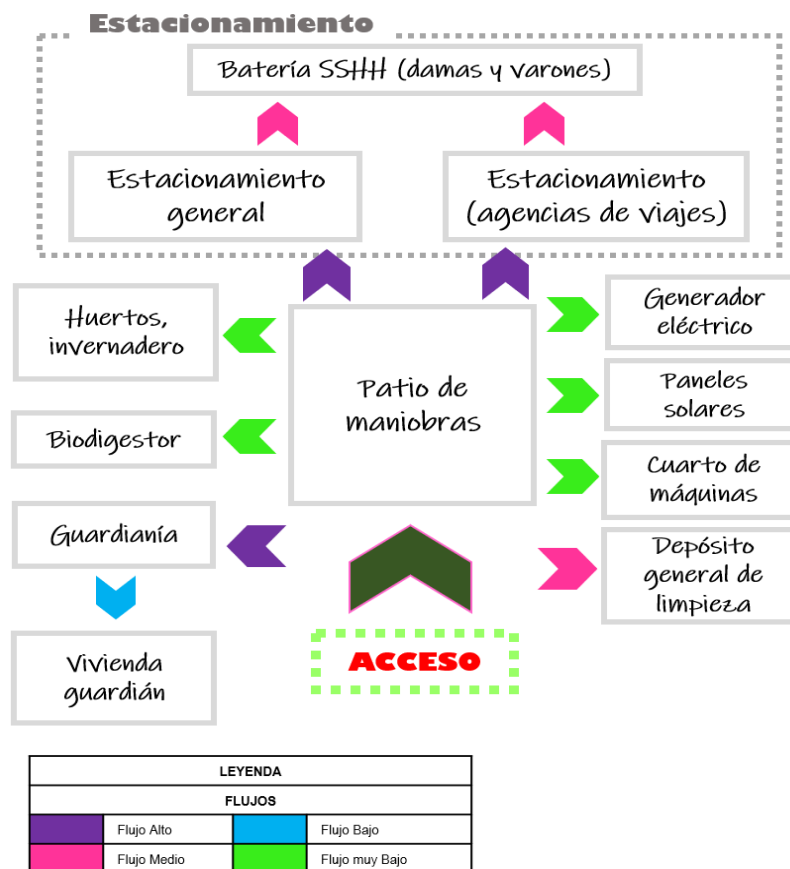 Estacionamiento
Batería SSHH (damas y varones)
Estacionamiento
general
Estacionamiento
(agencias de viajes)
Huertos,
invernadero
Generador
eléctrico
Patio de
maniobras
Paneles
solares
Biodigestor
Cuarto de
máquinas
Guardianía
Depósito
general de
limpieza
ACCESO
Vivienda
guardián
LEYENDA
FLUJOS
Flujo Alto
Flujo Bajo
Flujo Medio
Flujo muy Bajo